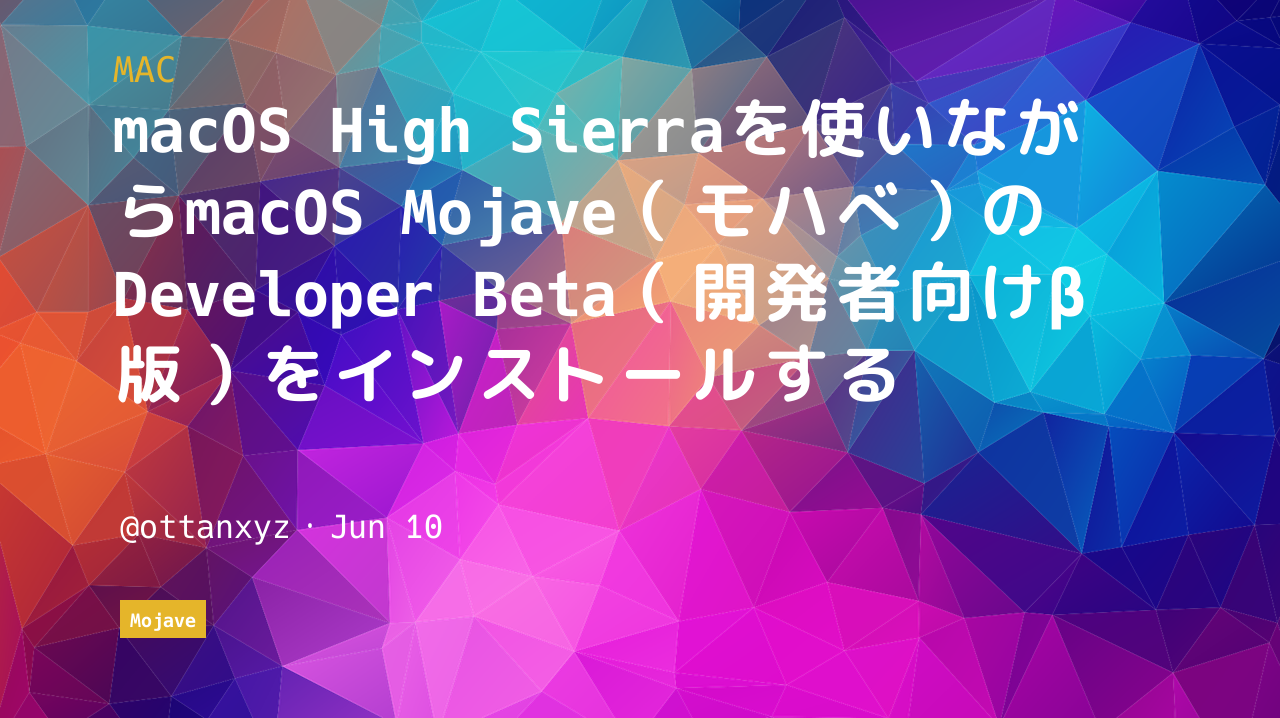 MAC
macOS High Sierraを使いなが
らmacOS Mojave（モハベ）の
Developer Beta（開発者向けβ
版）をインストールする
@ottanxyz・Jun 10
Mojave